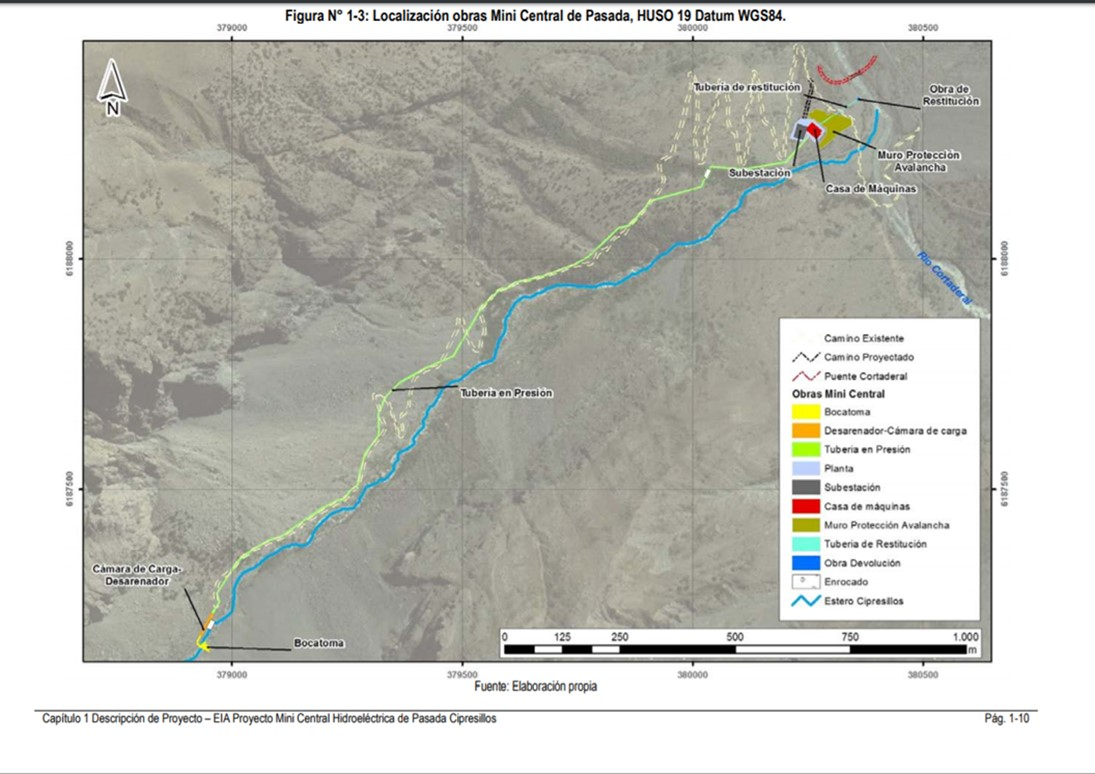 Figura N° 1-3: Localización obras Mini Central de Pasada, HUSO 19 Datum WGS84.
379000 379500 380000 380500
N
Tubería de restitución
Obra de
Restitución
Muro Protección
Avalancha
Subestación
Casa de Máquinas
6188000
6188000
Río Cortaderal
Tubería en Presión
6187500
6187500
Cámara de Carga-
Desarenador
Bocatoma
Camino Existente
Camino Proyectado
Puente Cortaderal
Obras Mini Central
Bocatoma
Desarenador-Cámara de carga
Tuberia en Presión
Planta
Subestación
Casa de máquinas
Muro Protección Avalancha
Tuberia de Restitución
Obra Devolución
Enrocado
Estero Cipresillos
0 125 250 500 750 1.000
m
379000 379500 380000 380500
Fuente: Elaboración propia
Capítulo 1 Descripción de Proyecto – EIA Proyecto Mini Central Hidroeléctrica de Pasada Cipresillos Pág. 1-10